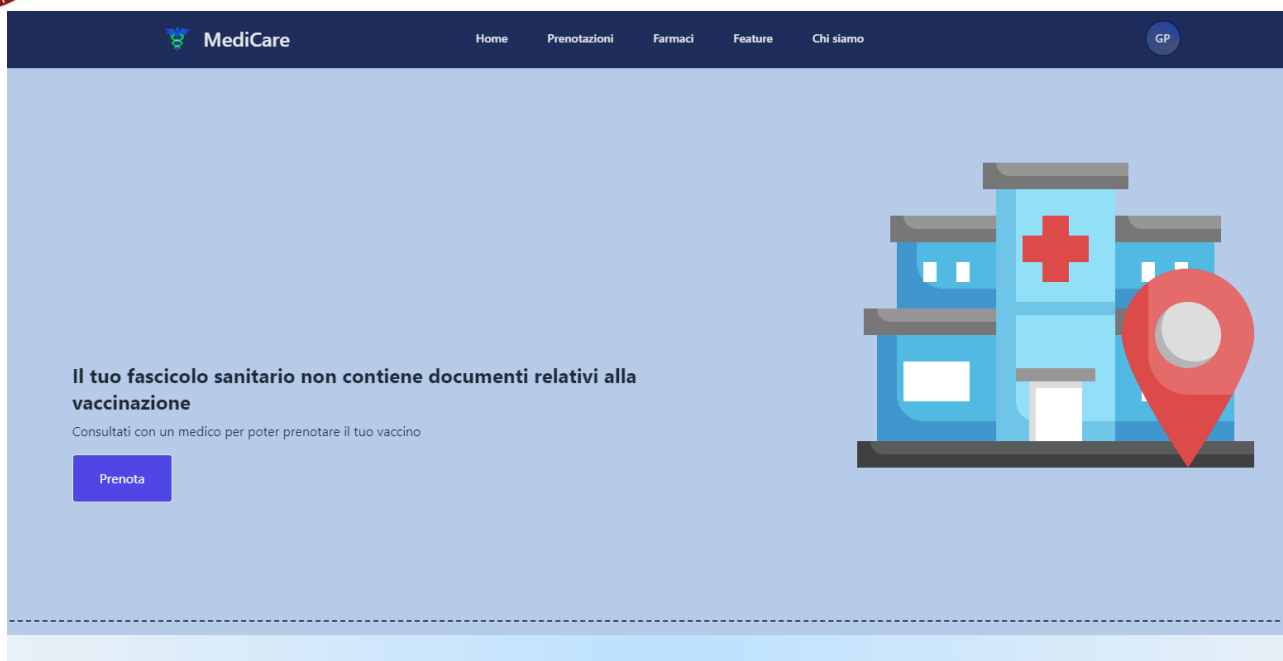 MediCare
Home
Prenotazioni
Farmaci
Feature
Chi siamo
GP
Il tuo fascicolo sanitario non contiene documenti relativi alla
vaccinazione
Consultati con un medico per poter prenotare il tuo vaccino
Prenota